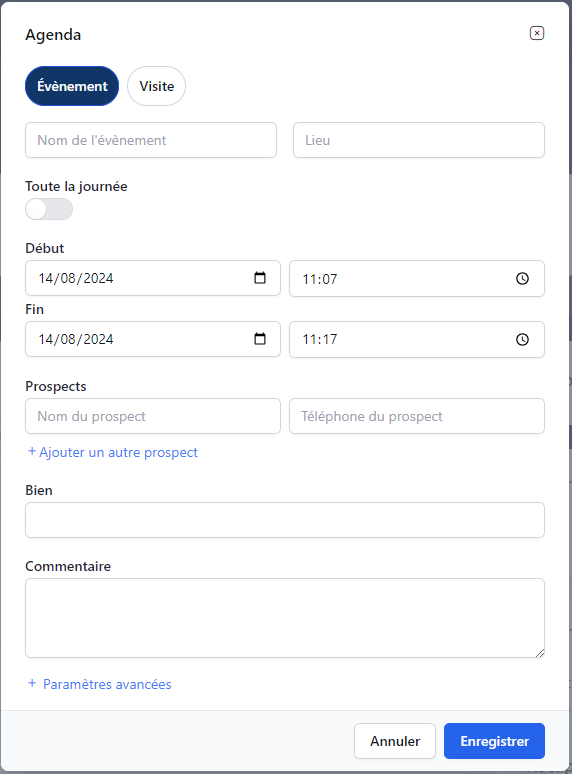 Agenda
Évènement Visite
Nom de l'évènement Lieu
Toute la journée
Début
14/08/2024 11:07
Fin
14/08/2024 11:17
Prospects
Nom du prospect Téléphone du prospect
+ Ajouter un autre prospect
Bien
Commentaire
+ Paramètres avancées
Annuler Enregistrer